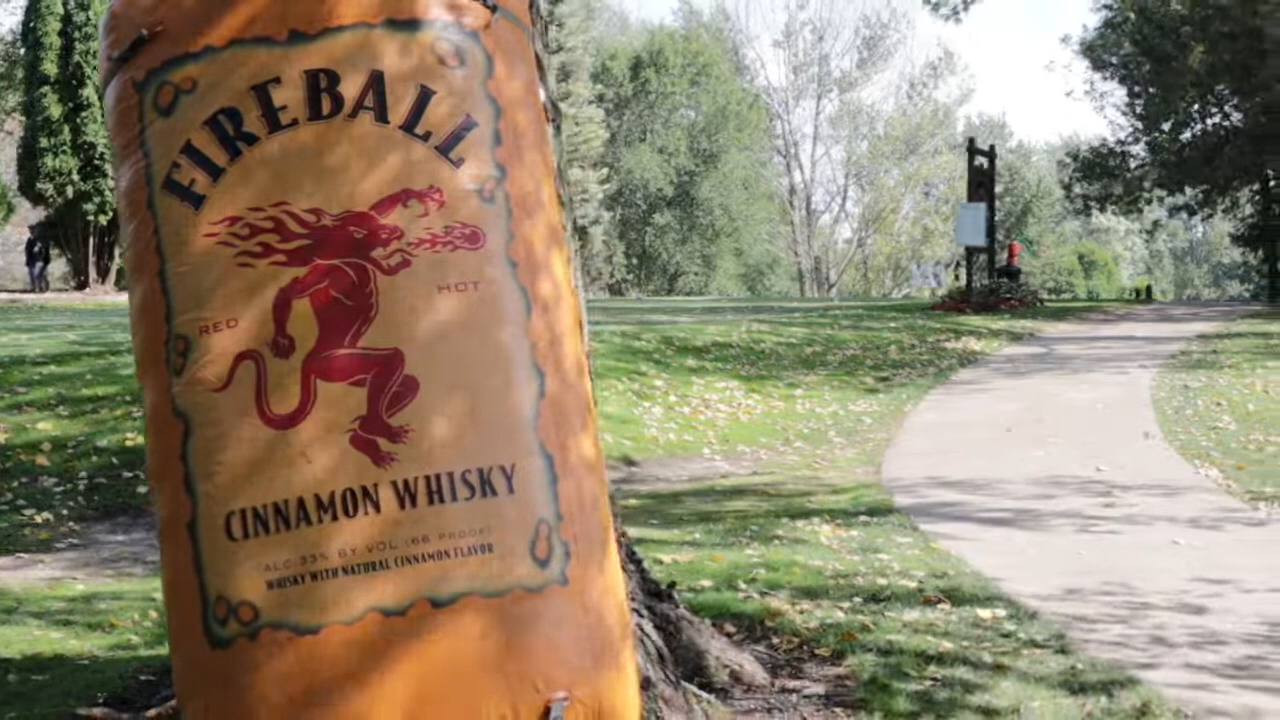 FIREBALL
HOT
RED
CINNAMON WHISKY
ALC 33% BY VOL (66 PROOF)
WHISKY WITH NATURAL CINNAMON FLAVOR